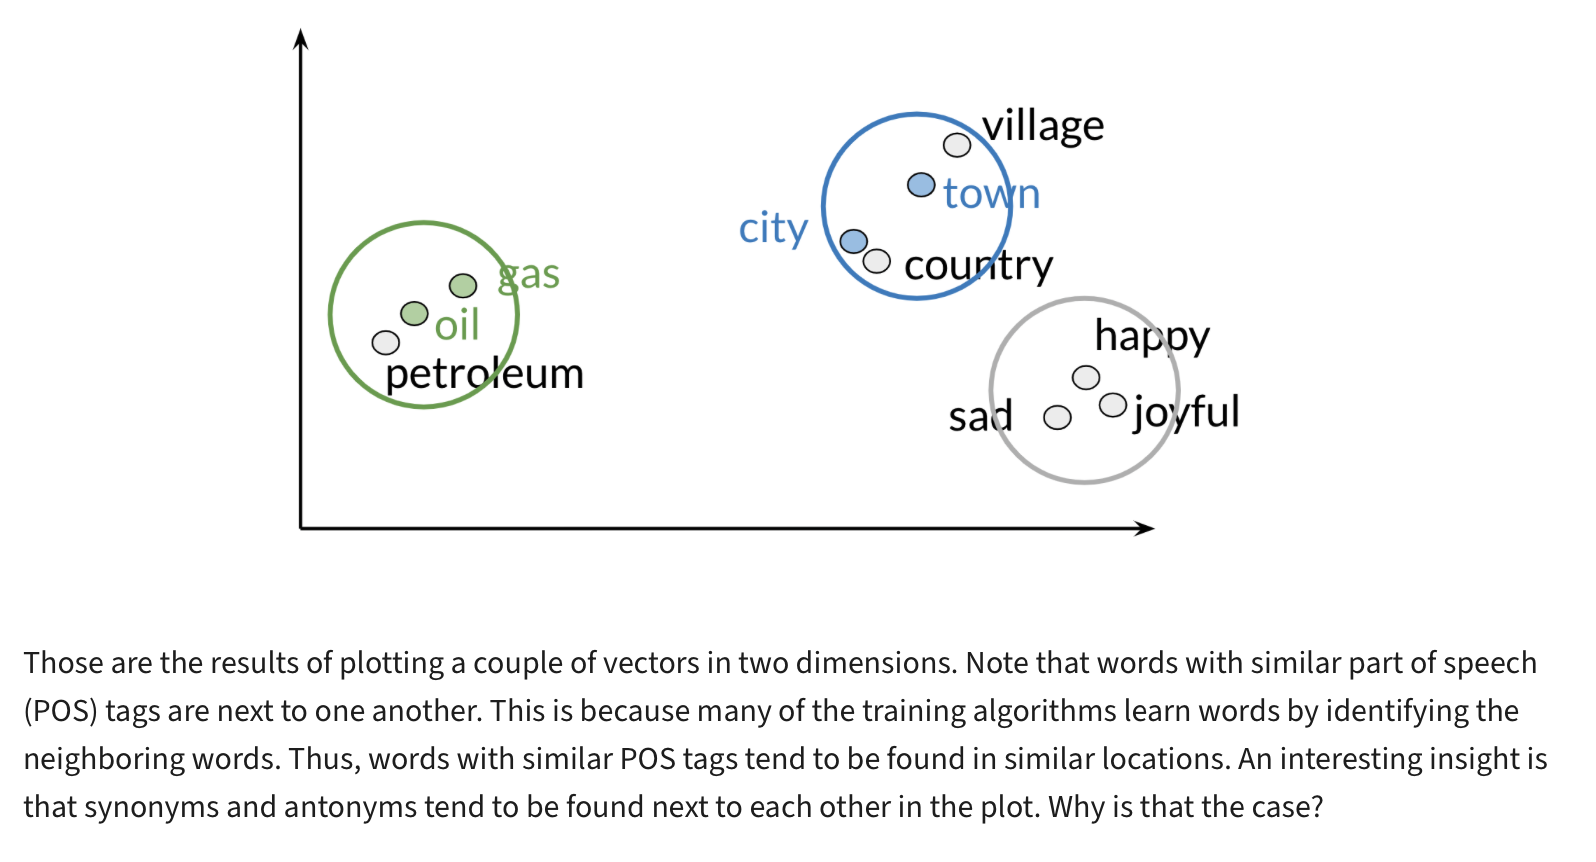 village
town
city
country
gas
oil
petroleum
happy
sad
joyful
Those are the results of plotting a couple of vectors in two dimensions. Note that words with similar part of speech
(POS) tags are next to one another. This is because many of the training algorithms learn words by identifying the
neighboring words. Thus, words with similar POS tags tend to be found in similar locations. An interesting insight is
that synonyms and antonyms tend to be found next to each other in the plot. Why is that the case?